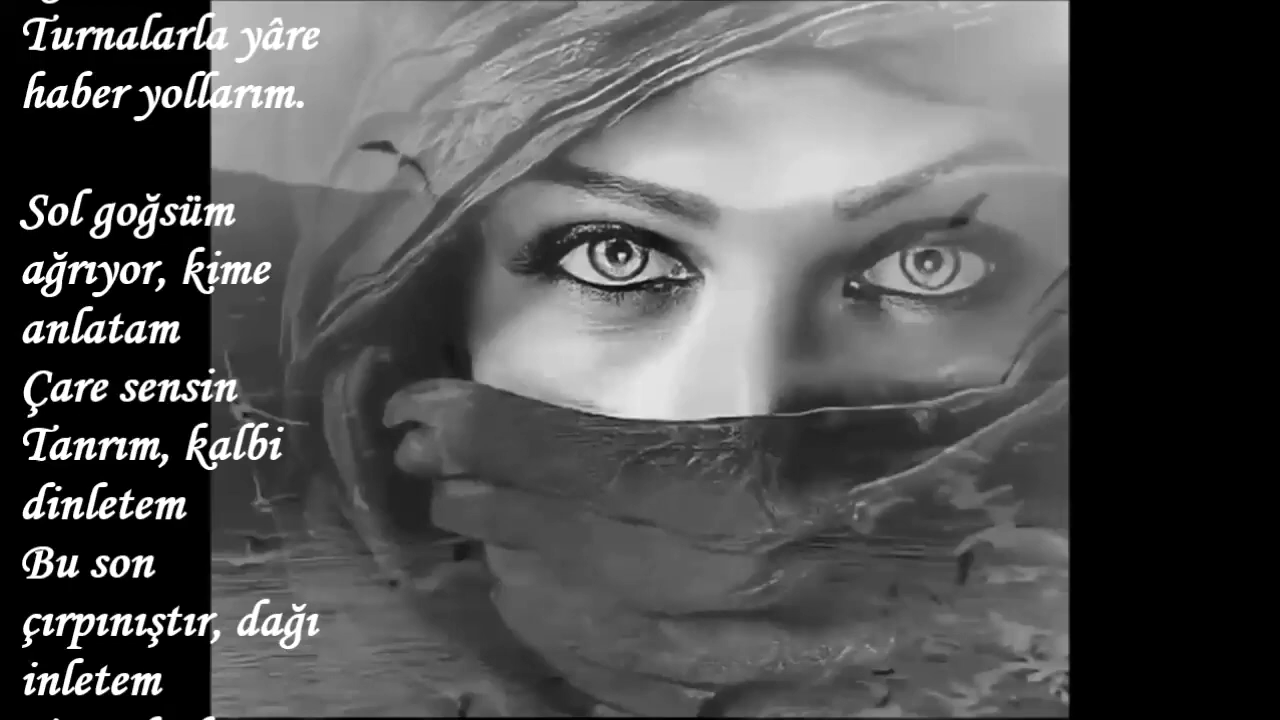 Turnalarla yâre
haber yollarım.
Sol goğsüm
ağrıyor, kime
anlatam
Çare sensin
Tanrım, kalbi
dinletem
Bu son
çırpınıştır, dağı
inletem